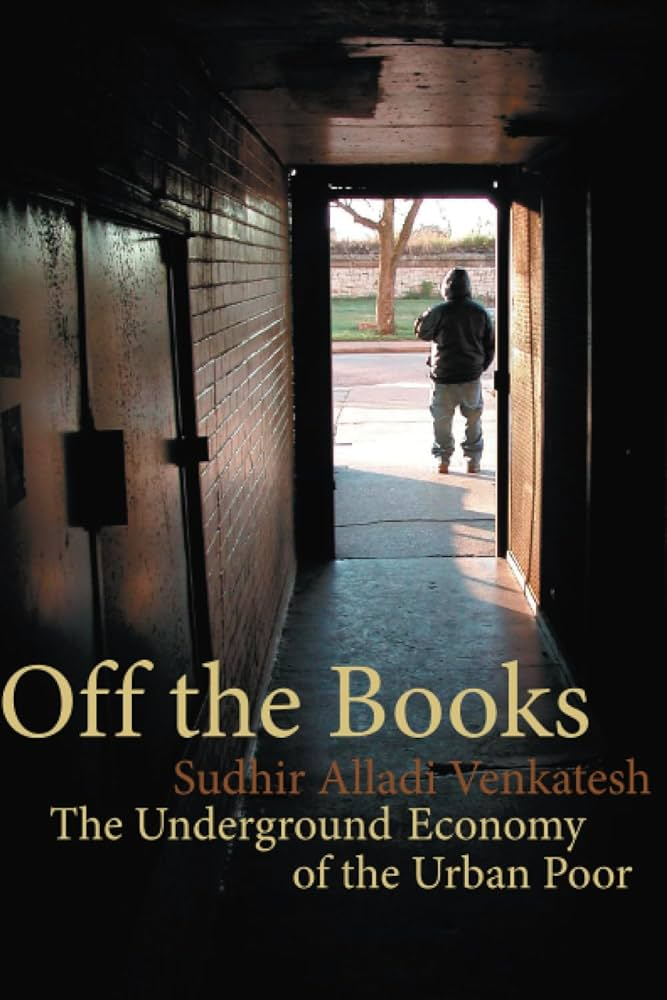 Off the Books
Sudhir Alladi Venkatesh
The Underground Economy
of the Urban Poor